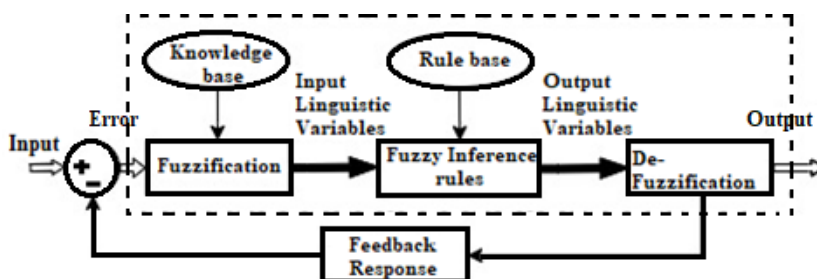 Knowledge
base
Rule base
Input
Linguistic
Variables
Output
Linguistic
Variables
Error
Output
Input
+
-
Fuzzification
Fuzzy Inference
rules
De-
Fuzzification
Feedback
Response